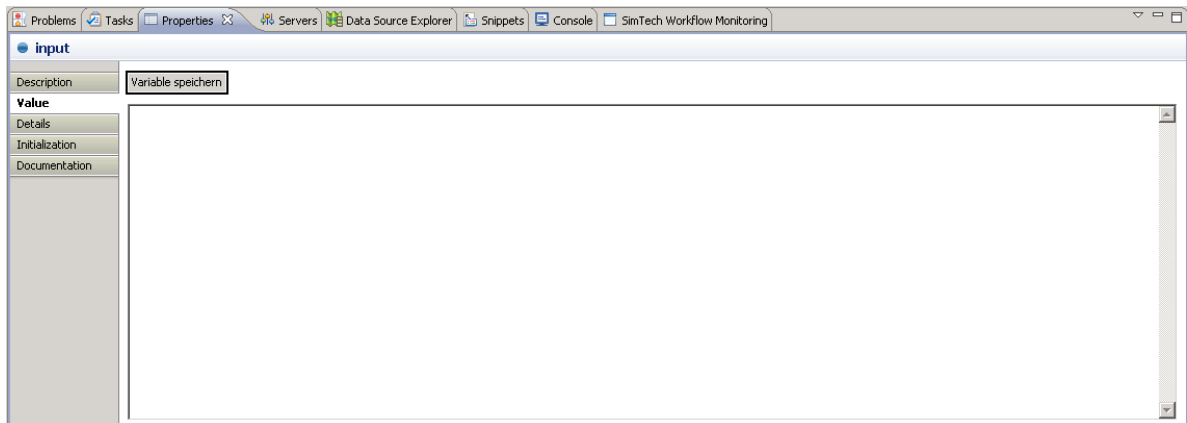 Problems Tasks Properties Servers Data Source Explorer Snippets Console SimTech Workflow Monitoring
input
Description
Variable speichern
Value
Details
Initialization
Documentation